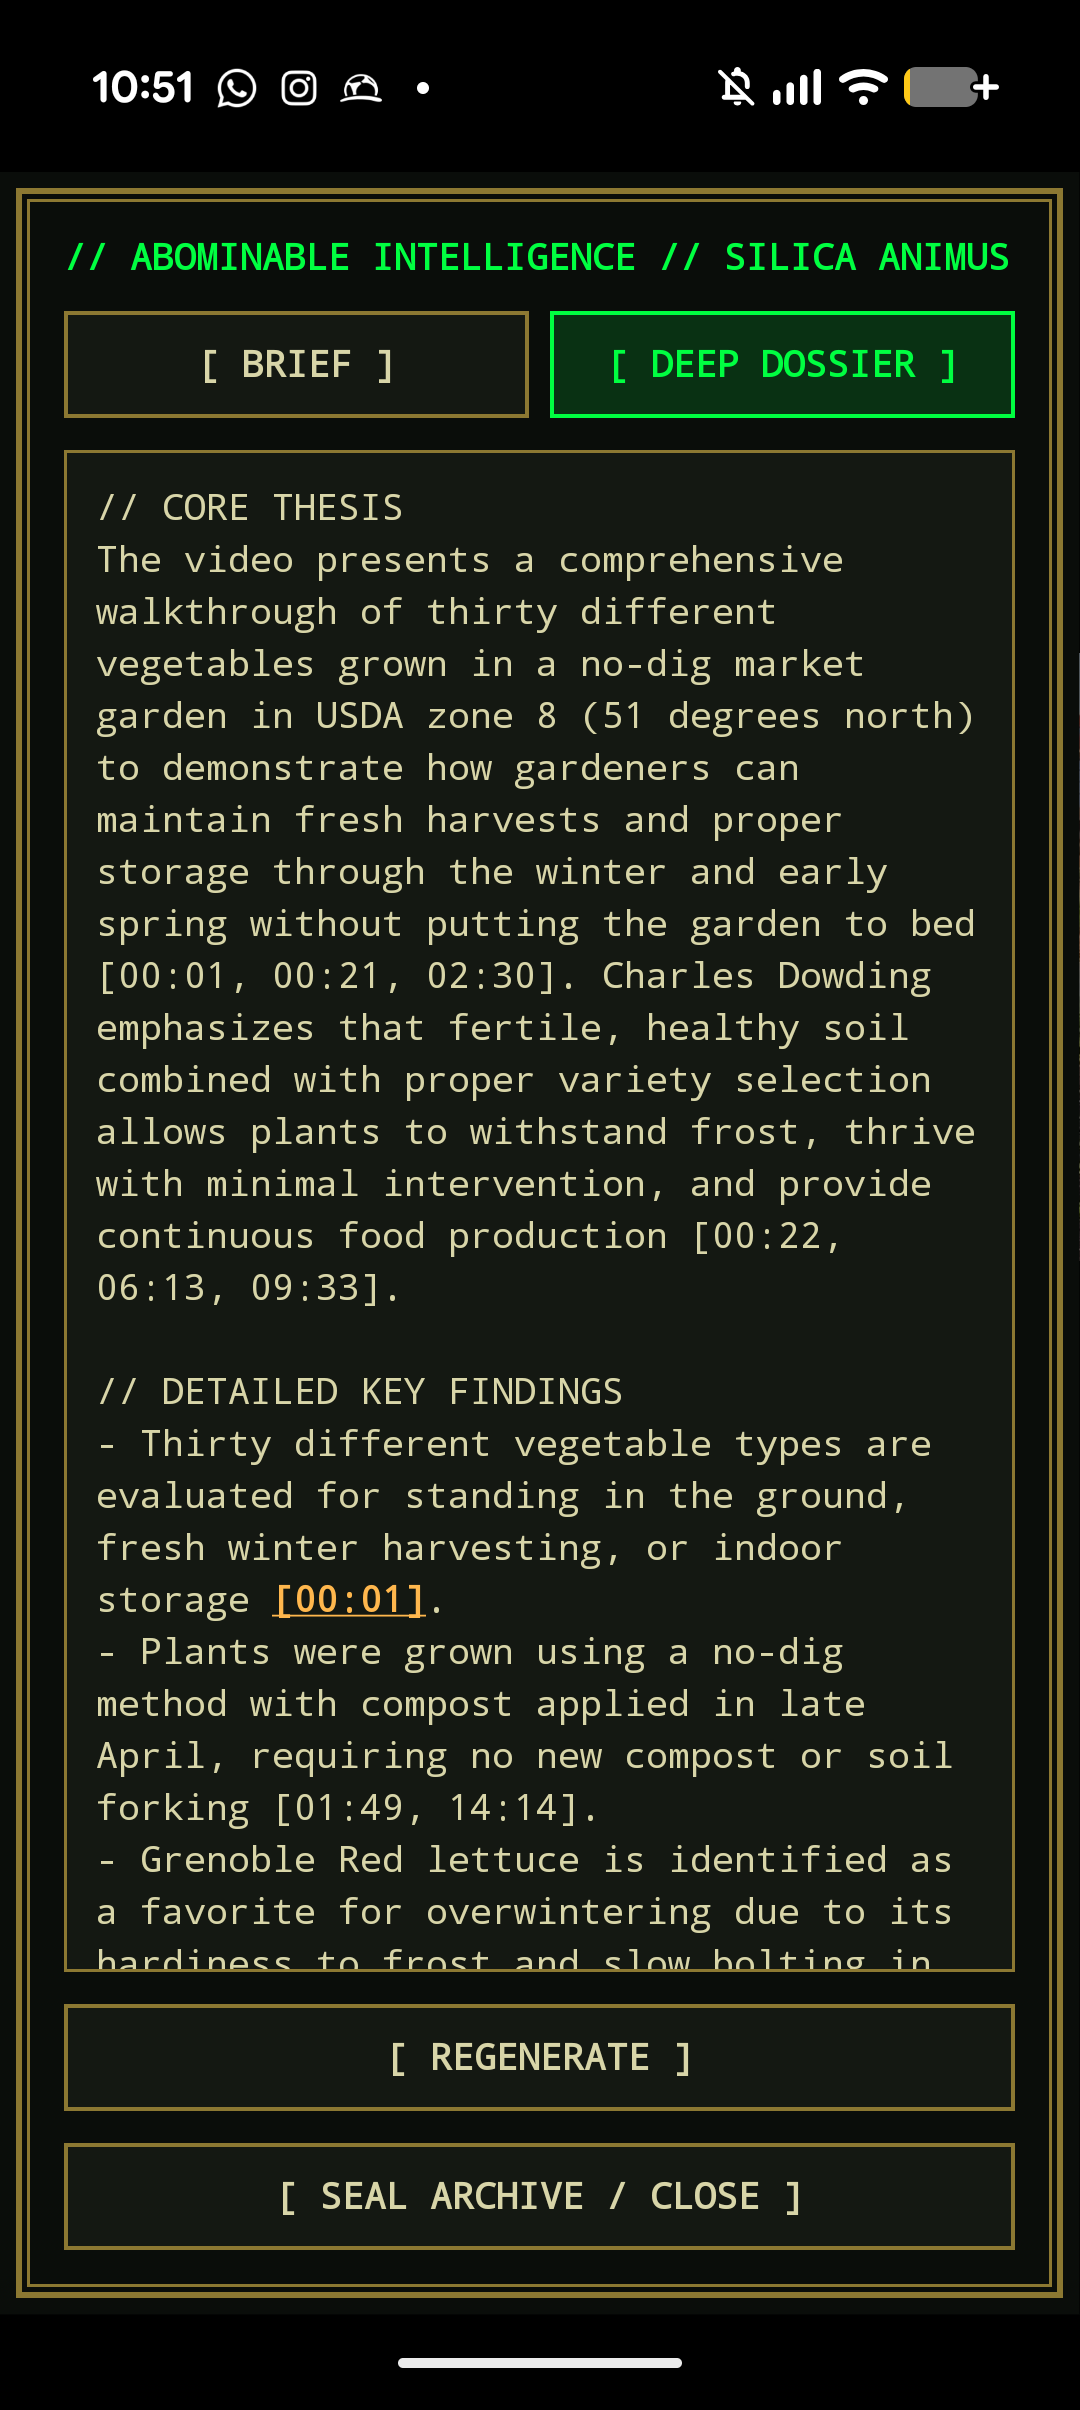 10:51
// ABOMINABLE INTELLIGENCE // SILICA ANIMUS
[ BRIEF ]
[ DEEP DOSSIER ]
// CORE THESIS
The video presents a comprehensive
walkthrough of thirty different
vegetables grown in a no-dig market
garden in USDA zone 8 (51 degrees north)
to demonstrate how gardeners can
maintain fresh harvests and proper
storage through the winter and early
spring without putting the garden to bed
[00:01, 00:21, 02:30]. Charles Dowding
emphasizes that fertile, healthy soil
combined with proper variety selection
allows plants to withstand frost, thrive
with minimal intervention, and provide
continuous food production [00:22,
06:13, 09:33].
// DETAILED KEY FINDINGS
- Thirty different vegetable types are
evaluated for standing in the ground,
fresh winter harvesting, or indoor
storage [00:01].
- Plants were grown using a no-dig
method with compost applied in late
April, requiring no new compost or soil
forking [01:49, 14:14].
- Grenoble Red lettuce is identified as
a favorite for overwintering due to its
hardiness to frost and slow bolting in
[ REGENERATE ]
[ SEAL ARCHIVE / CLOSE ]